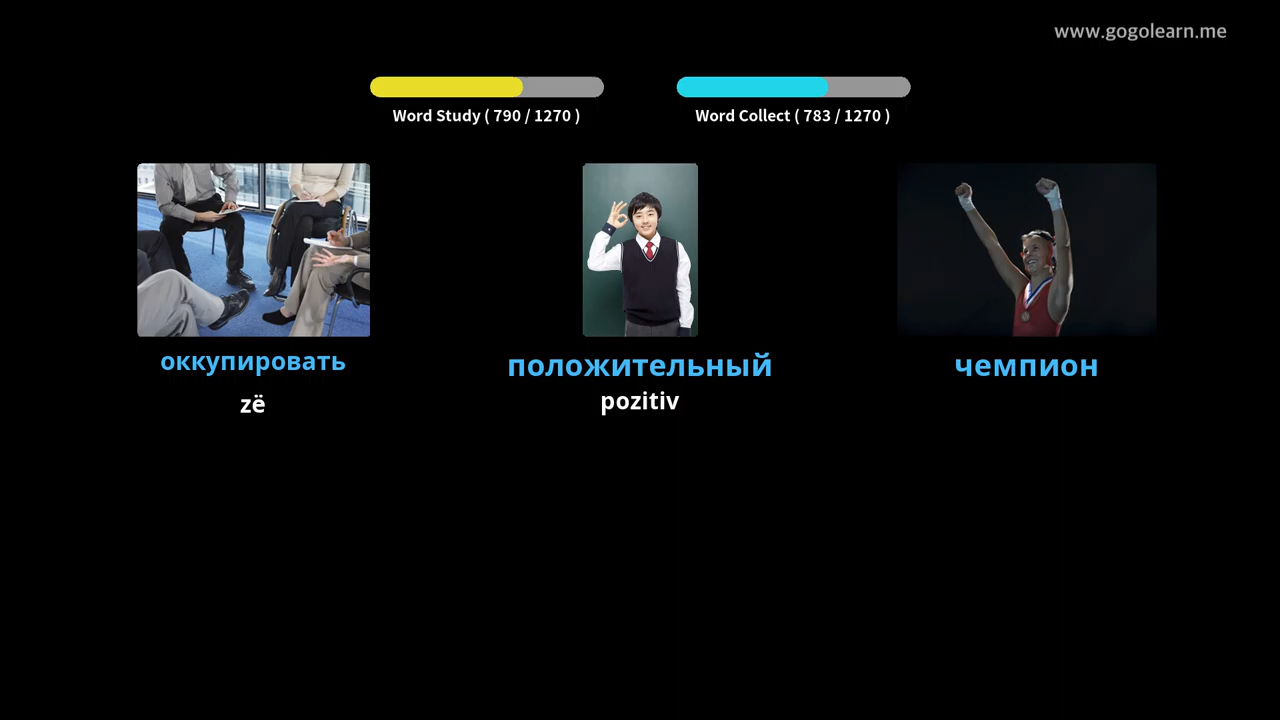 www.gogolearn.me
Word Study ( 790 / 1270 )
Word Collect ( 783 / 1270 )
оккупировать
положительный
чемпион
zë
pozitiv